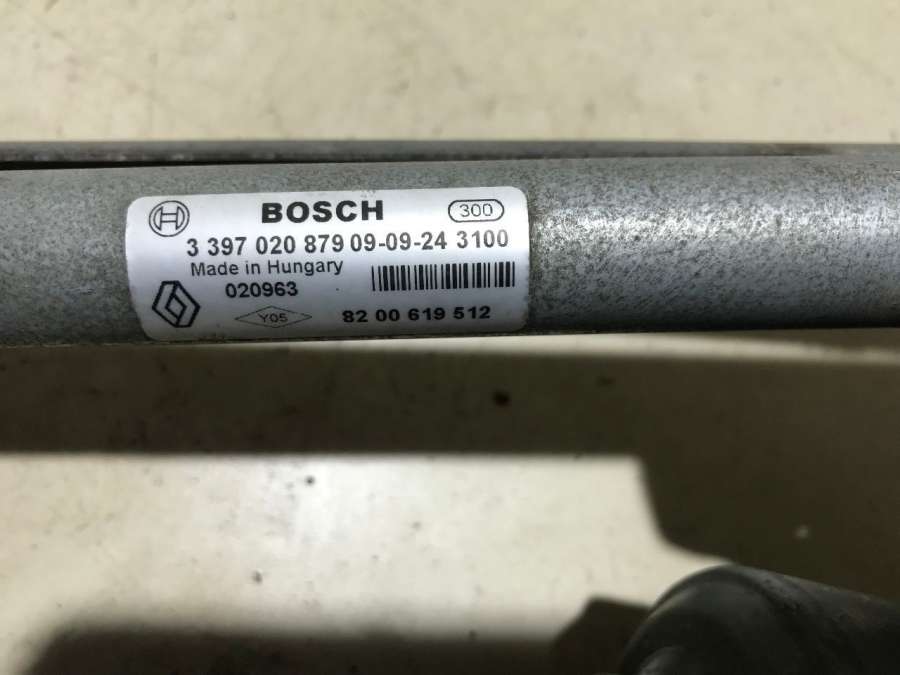 BOSCH 300
3 397 020 879 09-09-24 3100
Made in Hungary
020963
Y05 82 00 619 512